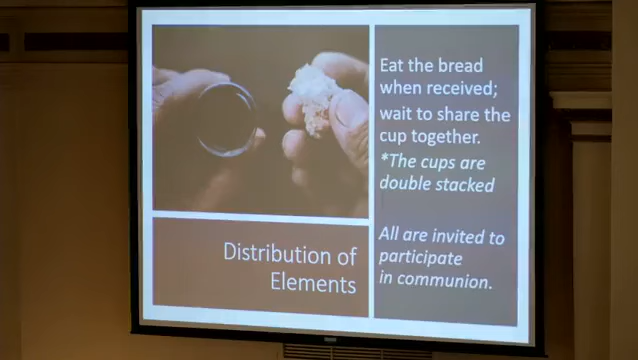 Eat the bread
when received;
wait to share the
cup together.
*The cups are
double stacked
All are invited to
participate
in communion.
Distribution of
Elements